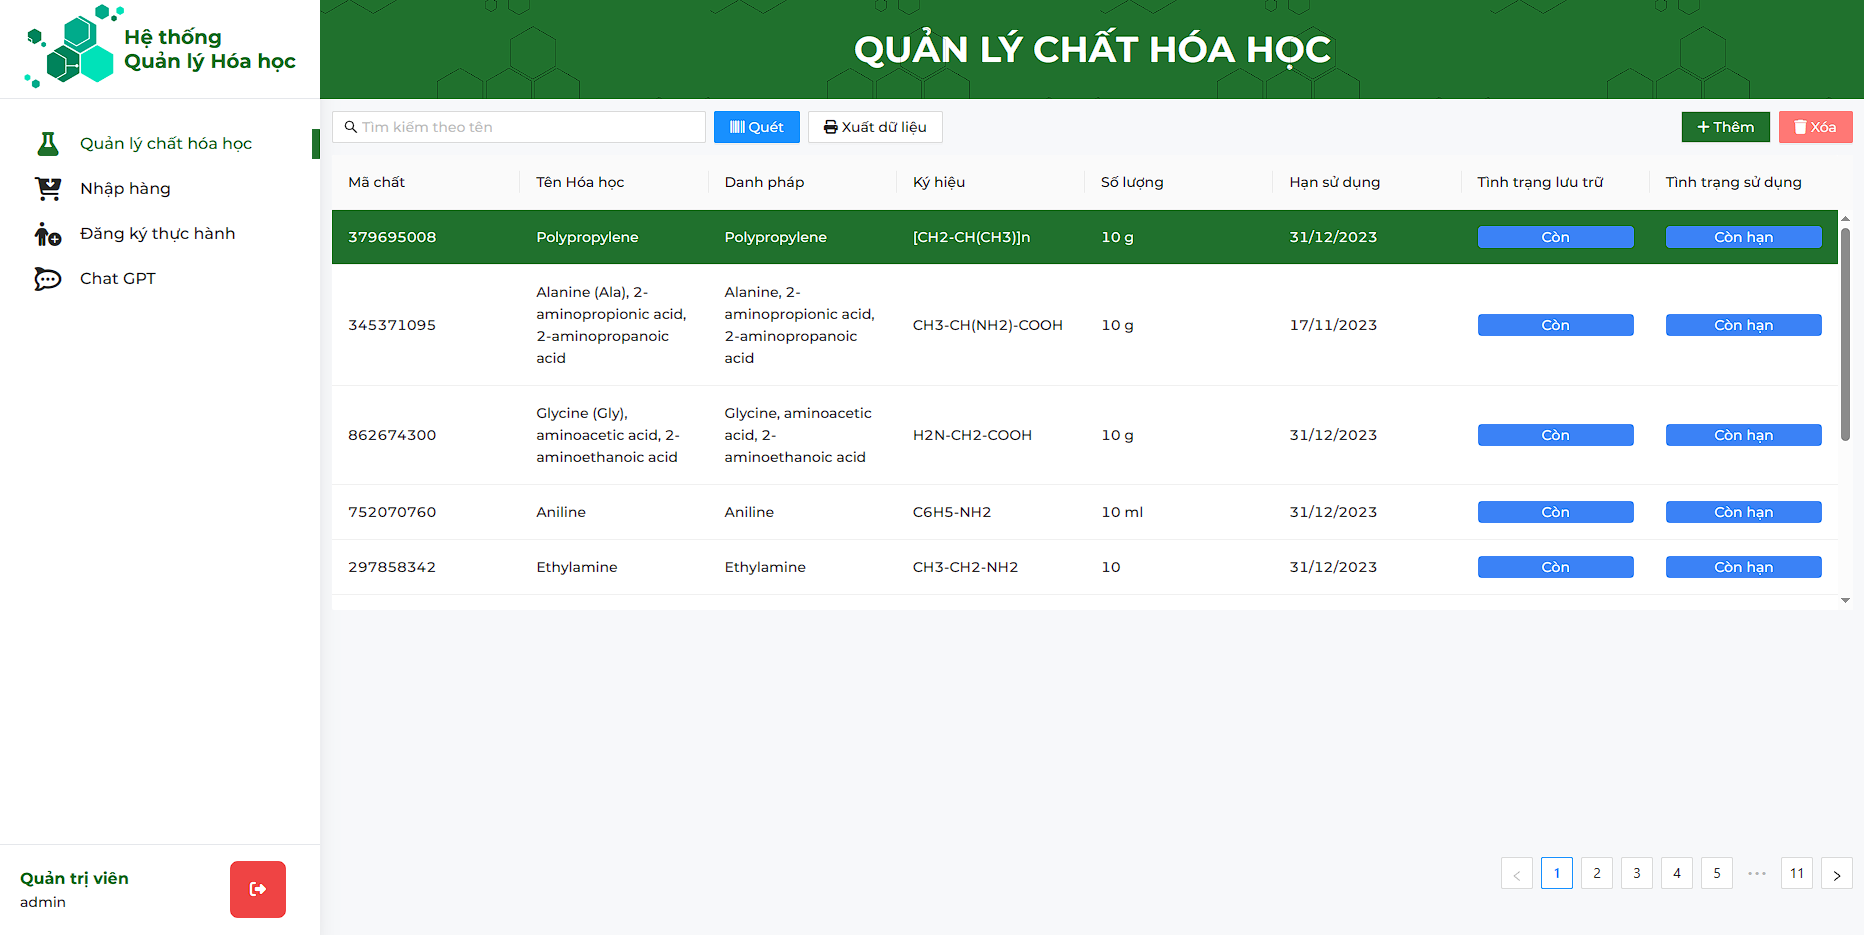 Hệ thống
Quản lý Hóa học
QUẢN LÝ CHẤT HÓA HỌC
Quản lý chất hóa học
Nhập hàng
Đăng ký thực hành
Chat GPT
Tìm kiếm theo tên
Quét
Xuất dữ liệu
+ Thêm
Xóa
Mã chất Tên Hóa học Danh pháp Ký hiệu Số lượng Hạn sử dụng Tình trạng lưu trữ Tình trạng sử dụng
379695008 Polypropylene Polypropylene [CH2-CH(CH3)]n 10 g 31/12/2023 Còn Còn hạn
345371095
Alanine (Ala), 2-
aminopropionic acid,
2-aminopropanoic
acid
Alanine, 2-
aminopropionic acid,
2-aminopropanoic
acid
CH3-CH(NH2)-COOH 10 g 17/11/2023 Còn Còn hạn
862674300
Glycine (Gly),
aminoacetic acid, 2-
aminoethanoic acid
Glycine, aminoacetic
acid, 2-
aminoethanoic acid
H2N-CH2-COOH 10 g 31/12/2023 Còn Còn hạn
752070760 Aniline Aniline C6H5-NH2 10 ml 31/12/2023 Còn Còn hạn
297858342 Ethylamine Ethylamine CH3-CH2-NH2 10 31/12/2023 Còn Còn hạn
< 1 2 3 4 5 ••• 11 >
Quản trị viên
admin